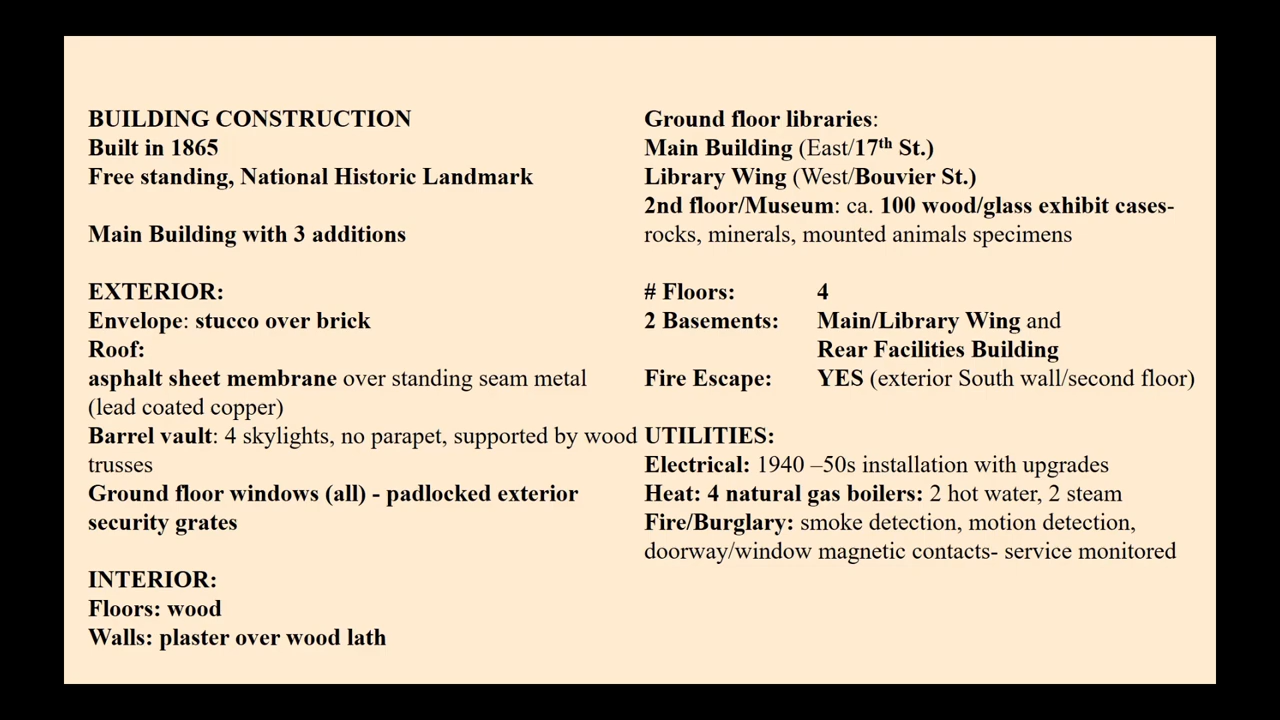 BUILDING CONSTRUCTION
Built in 1865
Free standing, National Historic Landmark
Main Building with 3 additions
EXTERIOR:
Envelope: stucco over brick
Roof:
asphalt sheet membrane over standing seam metal
(lead coated copper)
Barrel vault: 4 skylights, no parapet, supported by wood
trusses
Ground floor windows (all) - padlocked exterior
security grates
INTERIOR:
Floors: wood
Walls: plaster over wood lath
Ground floor libraries:
Main Building (East/17th St.)
Library Wing (West/Bouvier St.)
2nd floor/Museum: ca. 100 wood/glass exhibit cases-
rocks, minerals, mounted animals specimens
# Floors: 4
2 Basements: Main/Library Wing and
Rear Facilities Building
Fire Escape: YES (exterior South wall/second floor)
UTILITIES:
Electrical: 1940 –50s installation with upgrades
Heat: 4 natural gas boilers: 2 hot water, 2 steam
Fire/Burglary: smoke detection, motion detection,
doorway/window magnetic contacts- service monitored